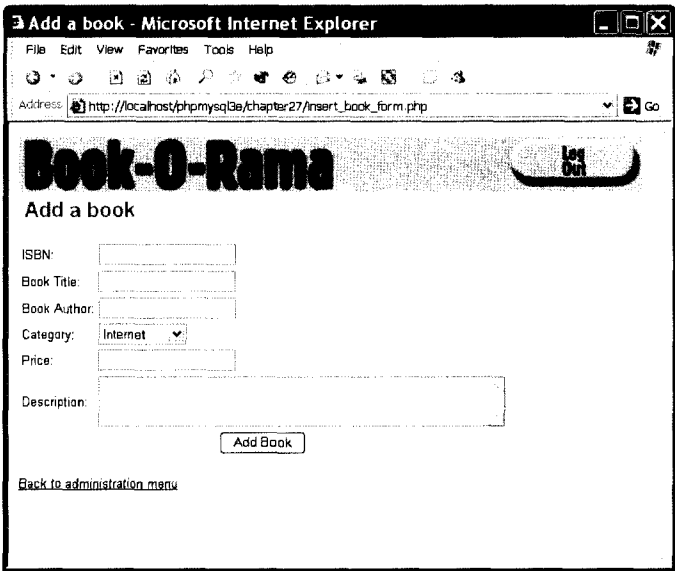 Add a book - Microsoft Internet Explorer
File Edit View Favorites Tools Help
Address http://localhost/phpmysql3e/chapter27/insert_book_form.php Go
Book-O-Rama
Log
Out
Add a book
ISBN:
Book Title:
Book Author:
Category: Internet
Price:
Description:
Add Book
Back to administration menu